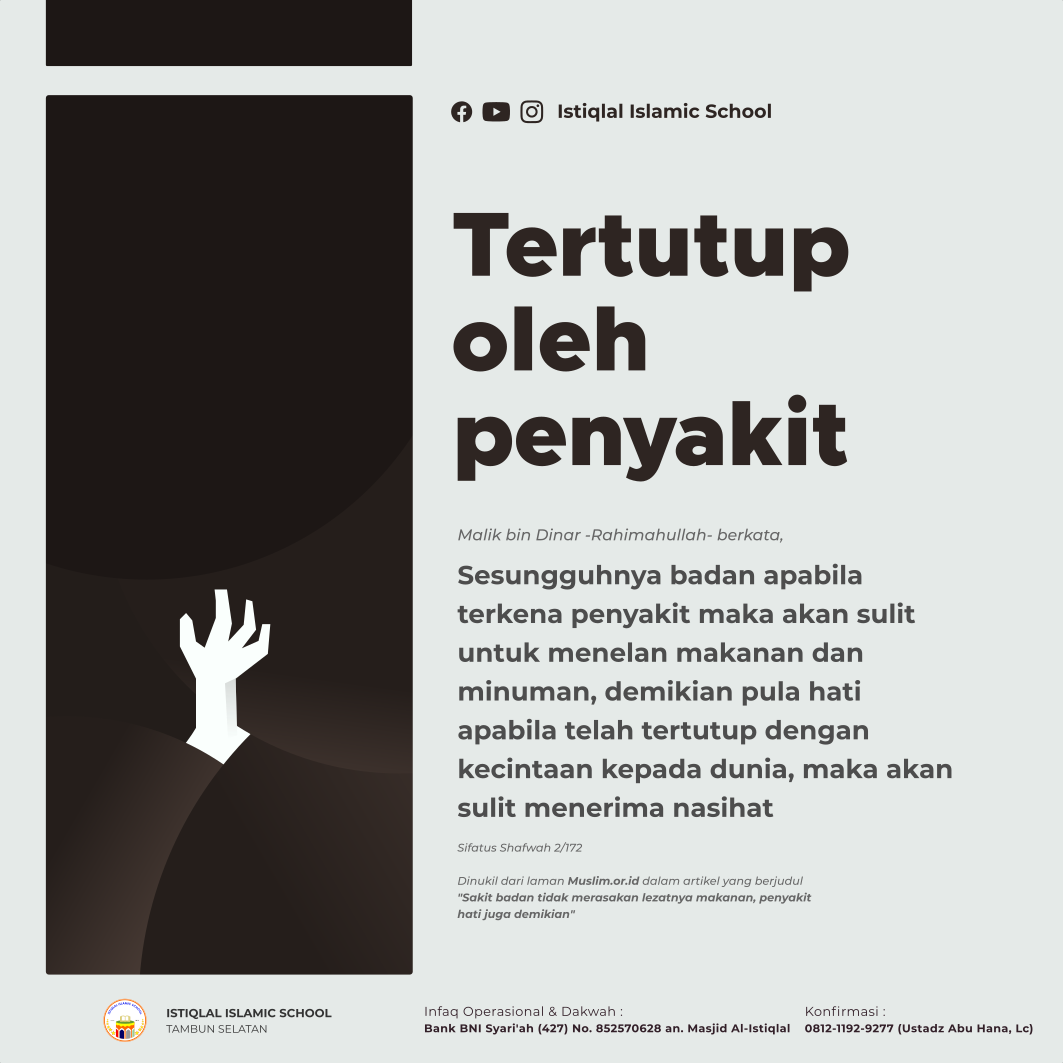 Istiqlal Islamic School
Tertutup
oleh
penyakit
Malik bin Dinar -Rahimahullah- berkata,
Sesungguhnya badan apabila
terkena penyakit maka akan sulit
untuk menelan makanan dan
minuman, demikian pula hati
apabila telah tertutup dengan
kecintaan kepada dunia, maka akan
sulit menerima nasihat
Sifatus Shafwah 2/172
Dinukil dari laman Muslim.or.id dalam artikel yang berjudul
"Sakit badan tidak merasakan lezatnya makanan, penyakit
hati juga demikian"
ISTIQLAL ISLAMIC SCHOOL
TAMBUN SELATAN
Infaq Operasional & Dakwah :
Bank BNI Syari'ah (427) No. 852570628 an. Masjid Al-Istiqlal
Konfirmasi :
0812-1192-9277 (Ustadz Abu Hana, Lc)